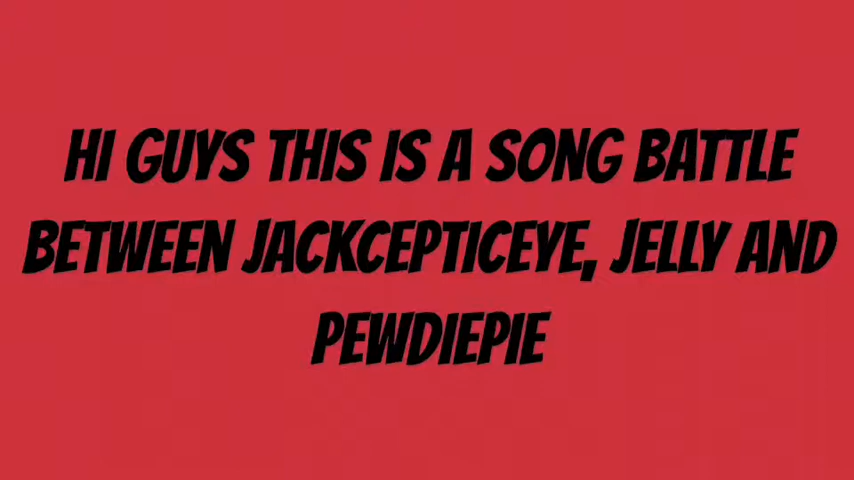 HI GUYS THIS IS A SONG BATTLE
BETWEEN JACKCEPTICEYE, JELLY AND
PEWDIEPIE